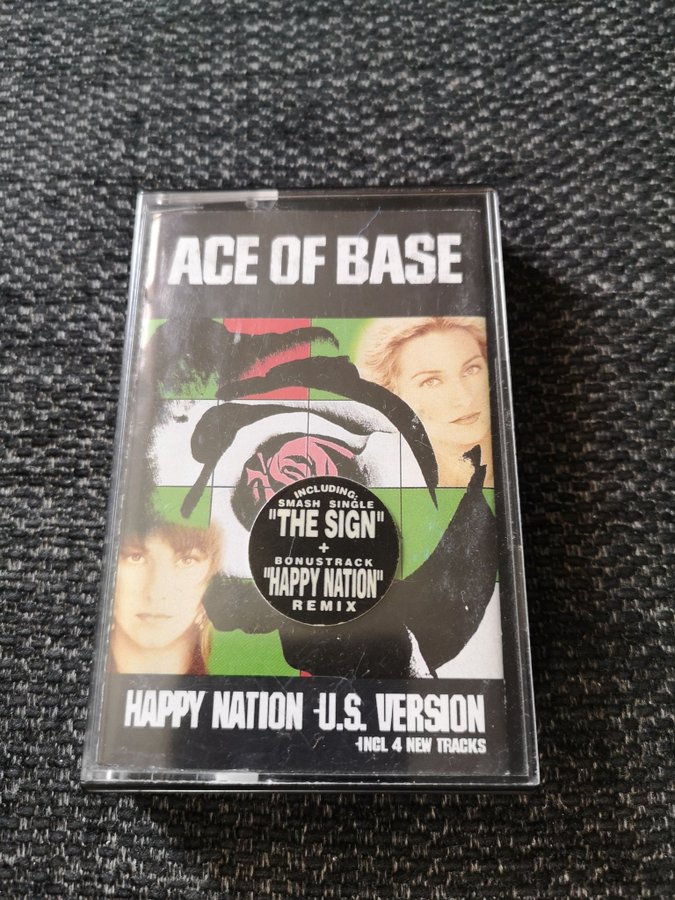 ACE OF BASE
INCLUDING:
SMASH SINGLE
"THE SIGN"
+
BONUSTRACK
"HAPPY NATION"
REMIX
HAPPY NATION -U.S. VERSION
-INCL 4 NEW TRACKS